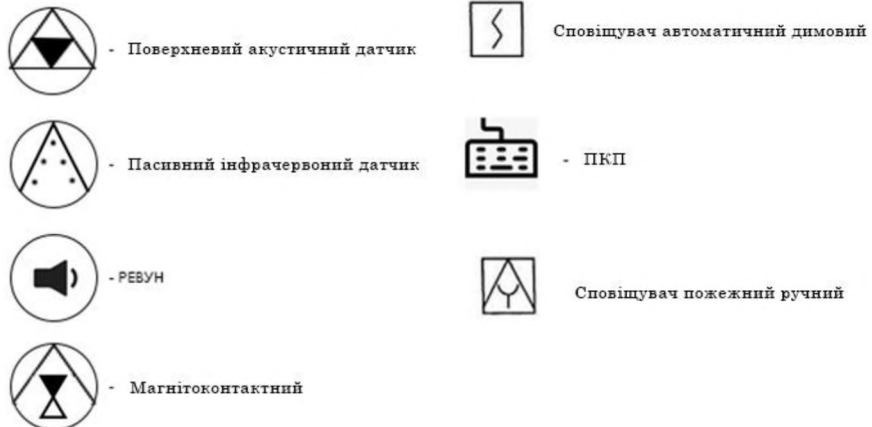 - Поверхневий акустичний датчик
- Пасивний інфрачервоний датчик
- РЕВУН
- Магнітоконтактний
Сповіщувач автоматичний димовий
- ПКП
Сповіщувач пожежний ручний